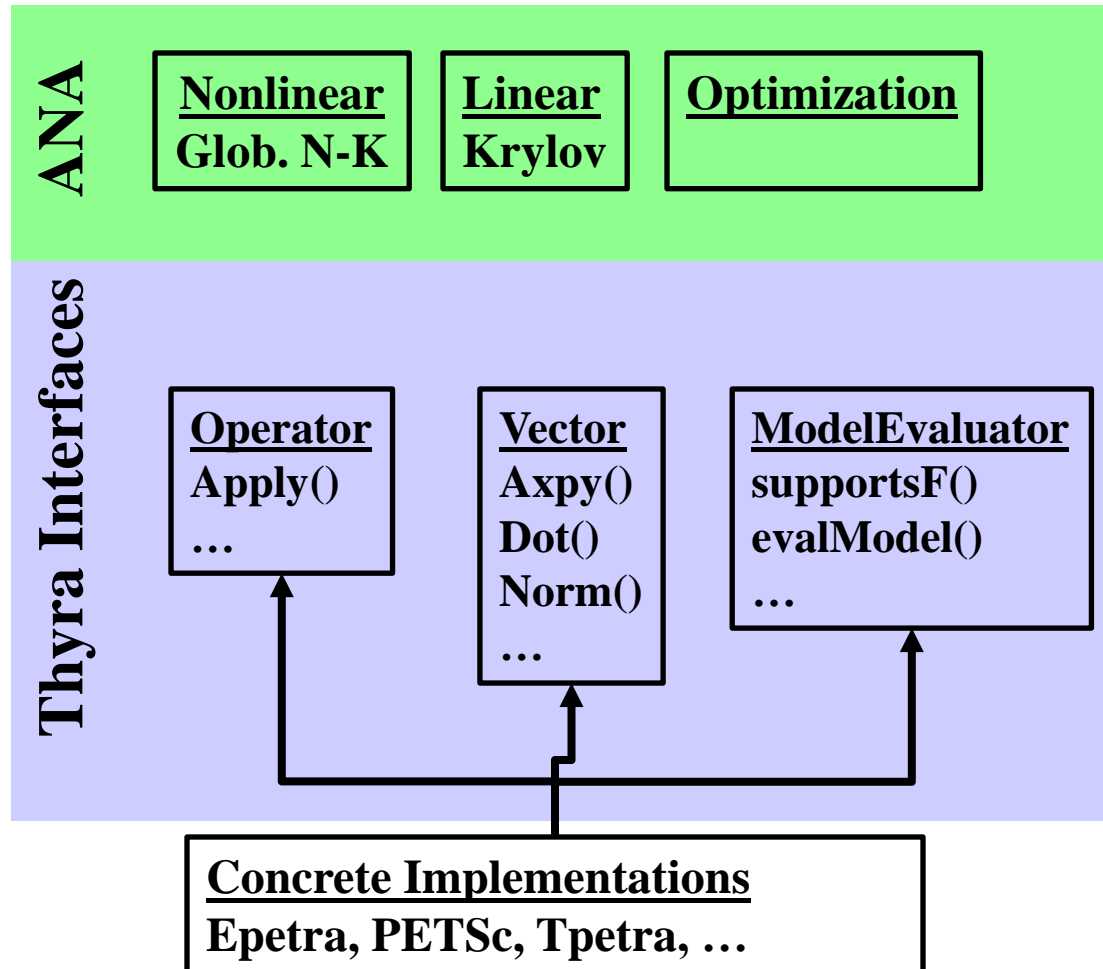 ANA
Nonlinear
Glob. N-K
Linear
Krylov
Optimization
Thyra Interfaces
Operator
Apply()
…
Vector
Axpy()
Dot()
Norm()
…
ModelEvaluator
supportsF()
evalModel()
…
Concrete Implementations
Epetra, PETSc, Tpetra, …